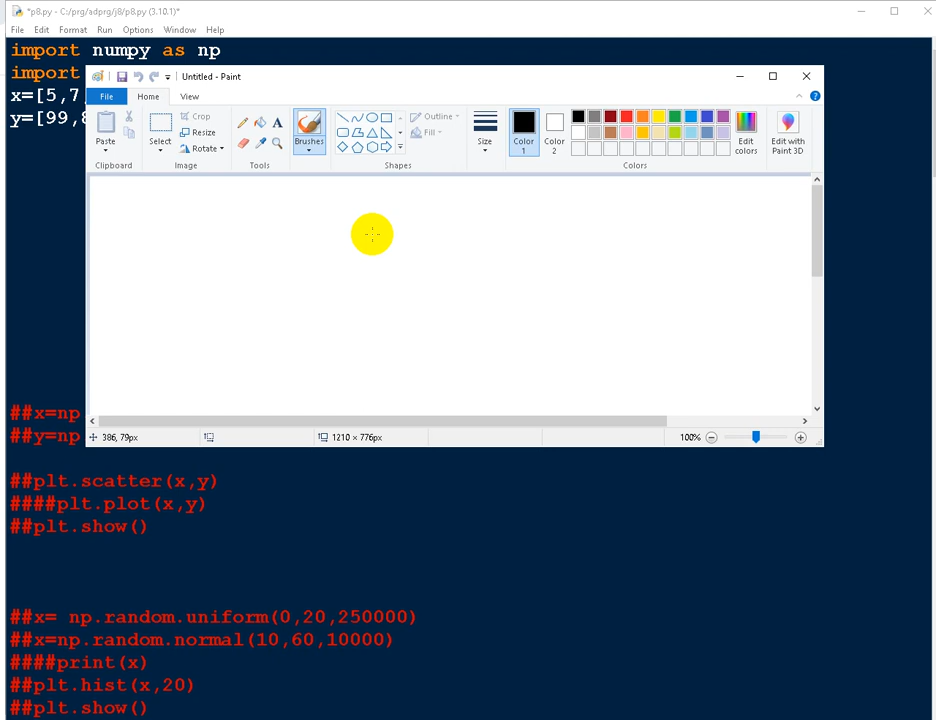 *p8.py - C:/prg/adprg/j8/p8.py (3.10.1)*
File Edit Format Run Options Window Help
import numpy as np
import
x=[5,7
y=[99,8
Untitled - Paint
File Home View
Paste
Clipboard
Select
Crop
Resize
Rotate
Image
A
Tools
Brushes
Outline
Fill
Shapes
Size
Color 1
Color 2
Edit colors
Colors
Edit with Paint 3D
386, 79px
1210 × 776px
100%
##x=np
##y=np
##plt.scatter(x,y)
####plt.plot(x,y)
##plt.show()
##x= np.random.uniform(0,20,250000)
##x=np.random.normal(10,60,10000)
####print(x)
##plt.hist(x,20)
##plt.show()